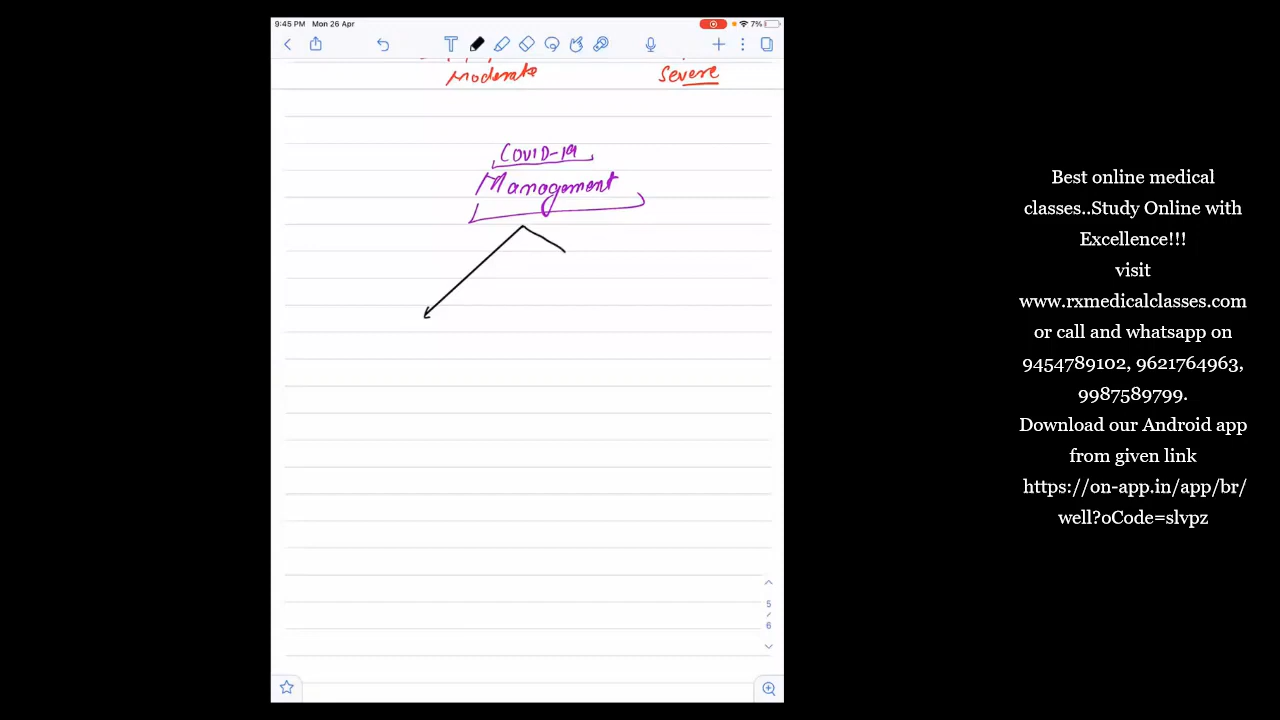 9:45 PM Mon 26 Apr
7%
T
Moderate
Severe
COVID-19
Management
5
6
Best online medical
classes..Study Online with
Excellence!!!
visit
www.rxmedicalclasses.com
or call and whatsapp on
9454789102, 9621764963,
9987589799.
Download our Android app
from given link
https://on-app.in/app/br/
well?oCode=slvpz